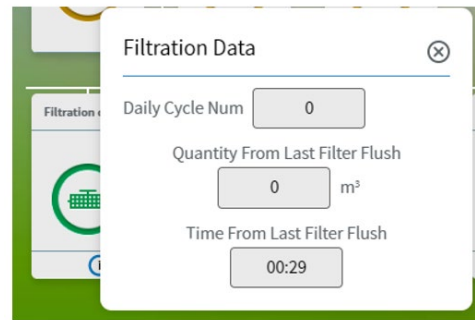 Filtration Data
Filtration
Daily Cycle Num 0
Quantity From Last Filter Flush
0 m³
Time From Last Filter Flush
00:29